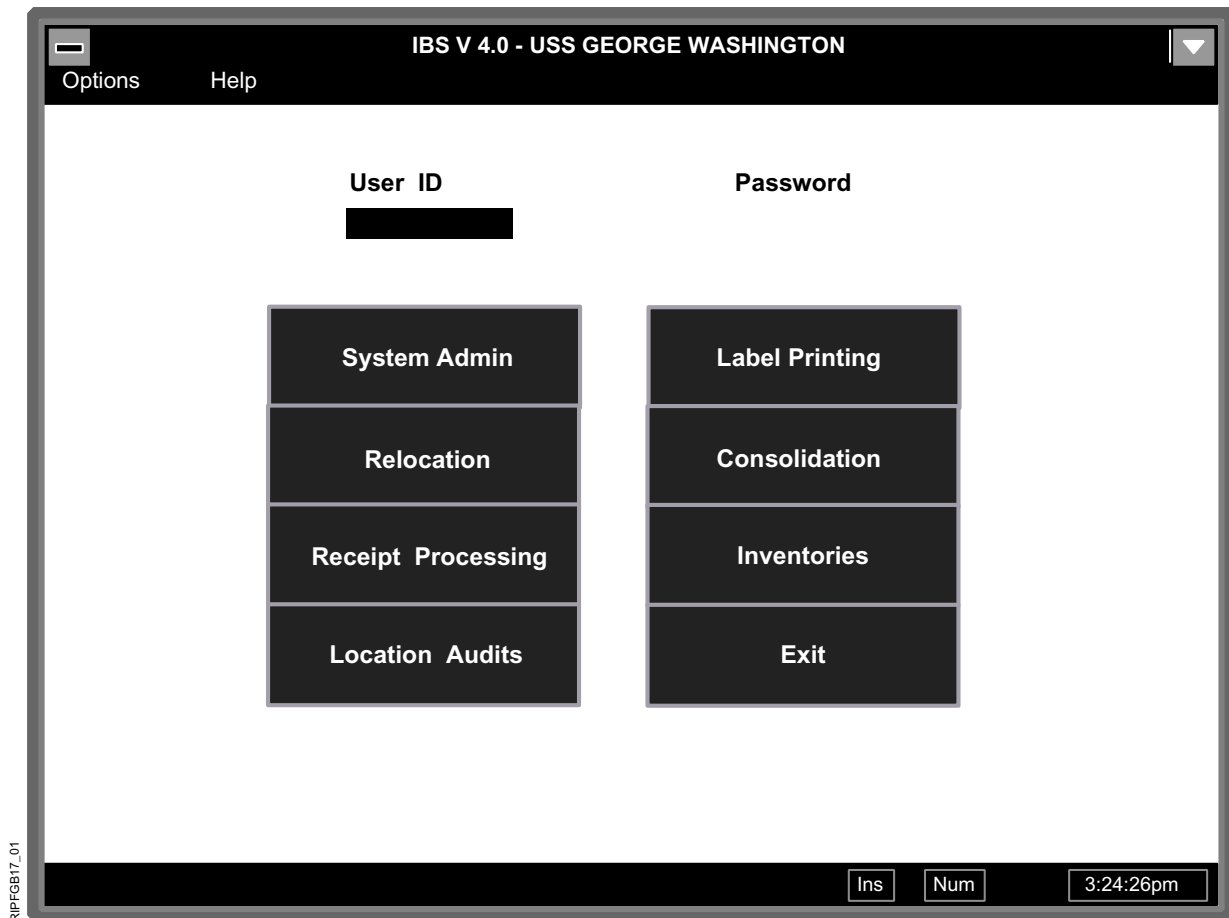 IBS V 4.0 - USS GEORGE WASHINGTON
Options Help
User ID Password
System Admin Label Printing
Relocation Consolidation
Receipt Processing Inventories
Location Audits Exit
Ins Num 3:24:26pm
RIPFGB17_01